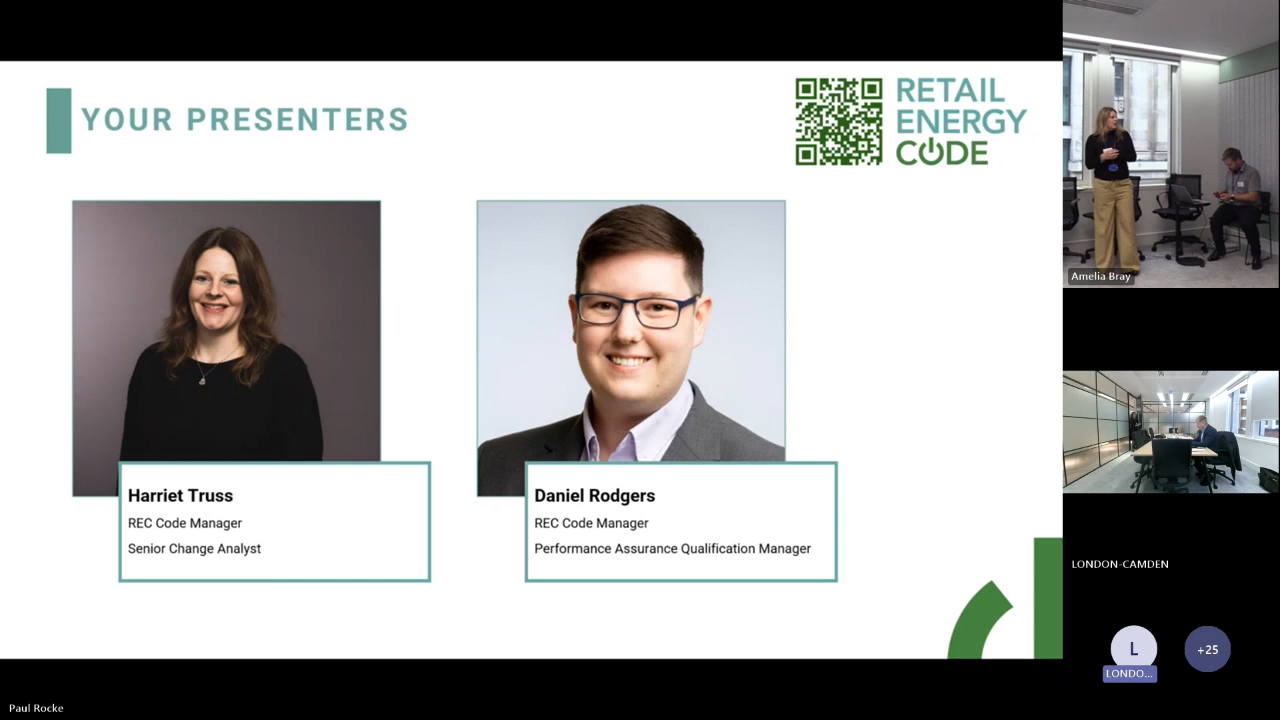 YOUR PRESENTERS
RETAIL
ENERGY
CODE
Harriet Truss
REC Code Manager
Senior Change Analyst
Daniel Rodgers
REC Code Manager
Performance Assurance Qualification Manager
Amelia Bray
LONDON-CAMDEN
L
LONDO...
+25
Paul Rocke